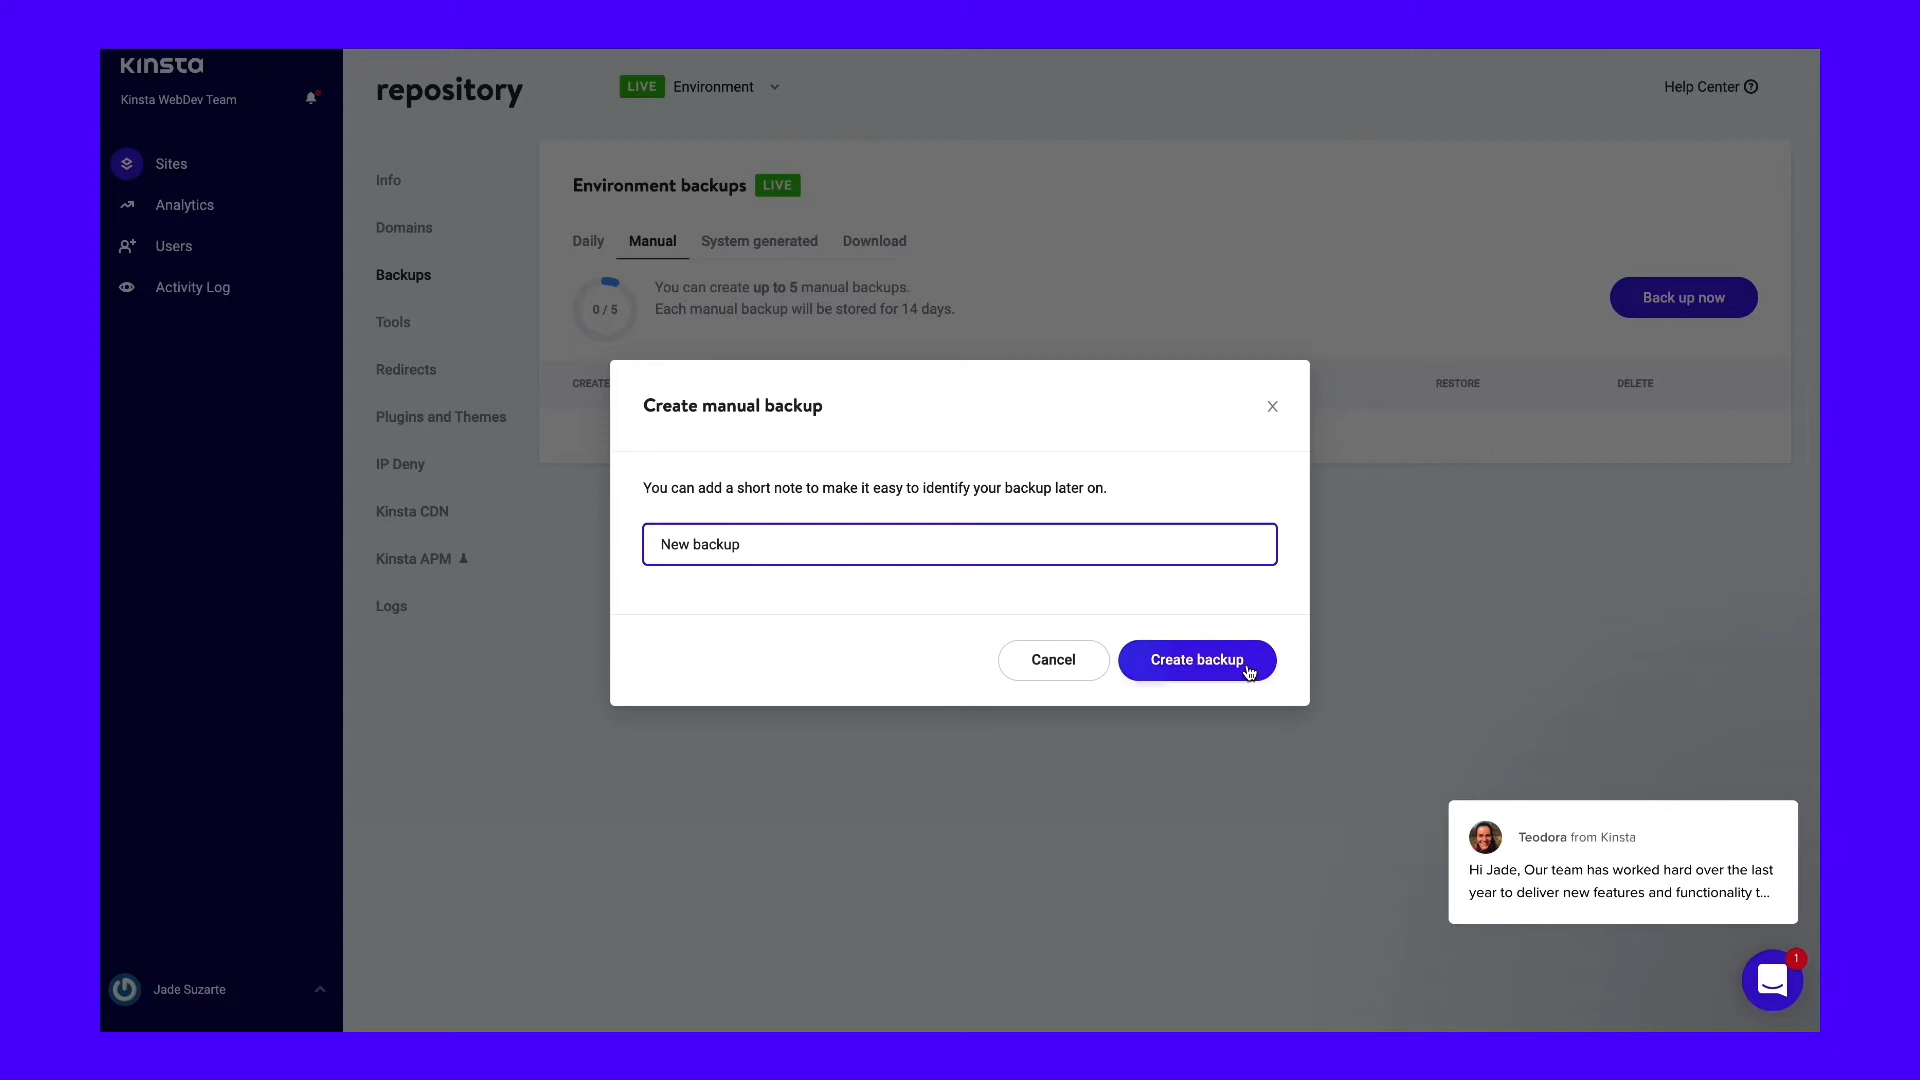 Kinsta
Kinsta WebDev Team
Sites
Analytics
Users
Activity Log
Jade Suzarte
repository
LIVE Environment
Help Center
Info
Domains
Backups
Tools
Redirects
Plugins and Themes
IP Deny
Kinsta CDN
Kinsta APM
Logs
Environment backups LIVE
Daily Manual System generated Download
0 / 5
You can create up to 5 manual backups.
Each manual backup will be stored for 14 days.
Back up now
CREATE
RESTORE
DELETE
Create manual backup
You can add a short note to make it easy to identify your backup later on.
New backup
Cancel
Create backup
Teodora from Kinsta
Hi Jade, Our team has worked hard over the last
year to deliver new features and functionality t...
1